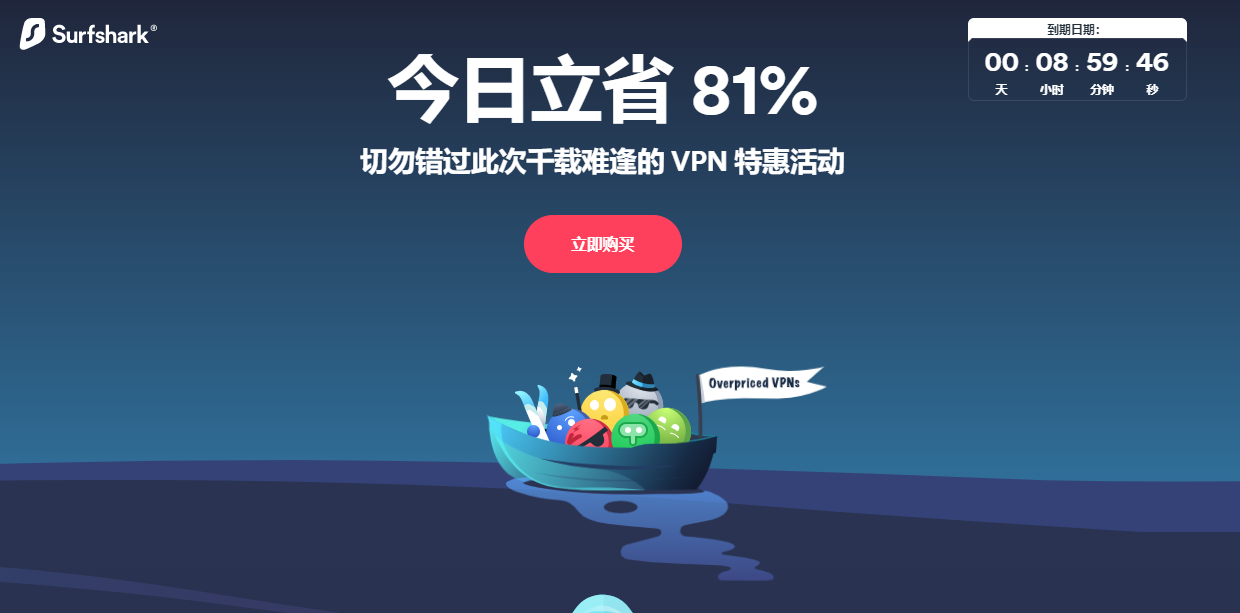 Surfshark®
到期日期：
00 : 08 : 59 : 46
天 小时 分钟 秒
今日立省 81%
切勿错过此次千载难逢的 VPN 特惠活动
立即购买
Overpriced VPNs